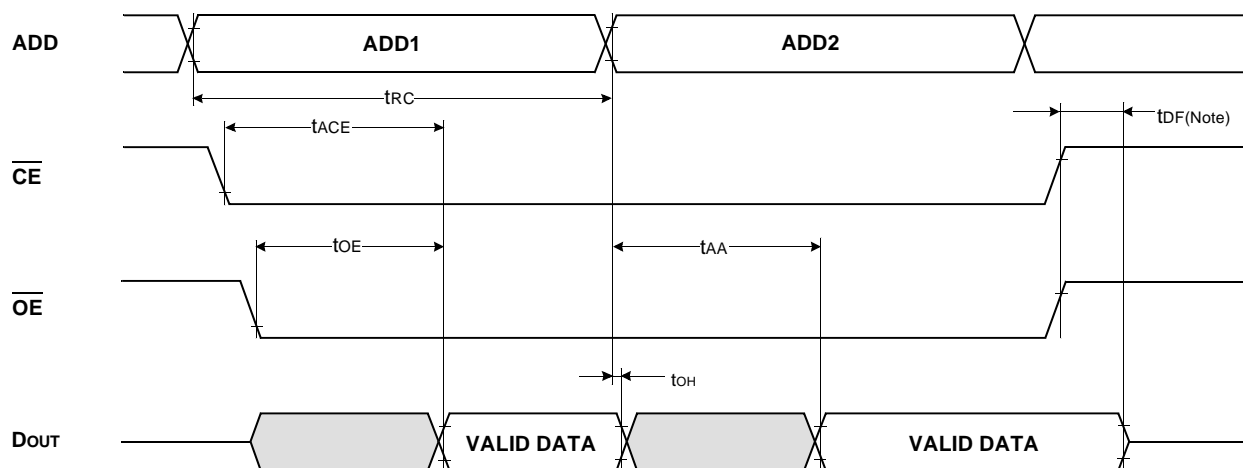 ADD
ADD1
ADD2
tRC
tACE
tDF(Note)
CE
tOE
tAA
OE
tOH
DOUT
VALID DATA
VALID DATA